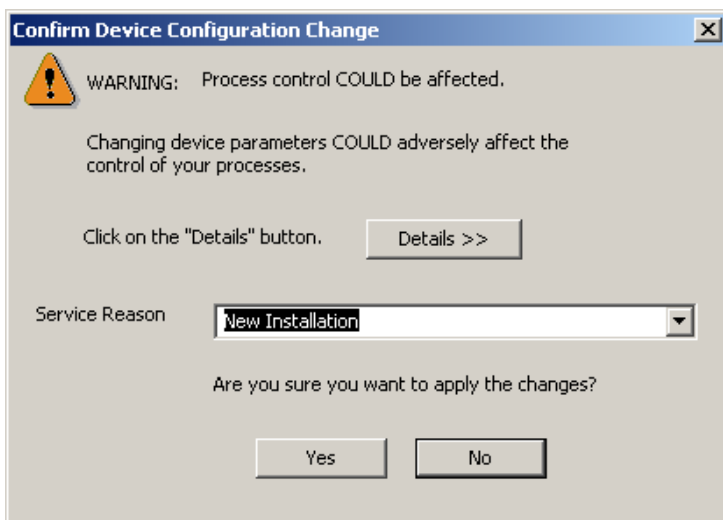 Confirm Device Configuration Change
WARNING: Process control COULD be affected.
Changing device parameters COULD adversely affect the
control of your processes.
Click on the "Details" button. Details >>
Service Reason New Installation
Are you sure you want to apply the changes?
Yes No